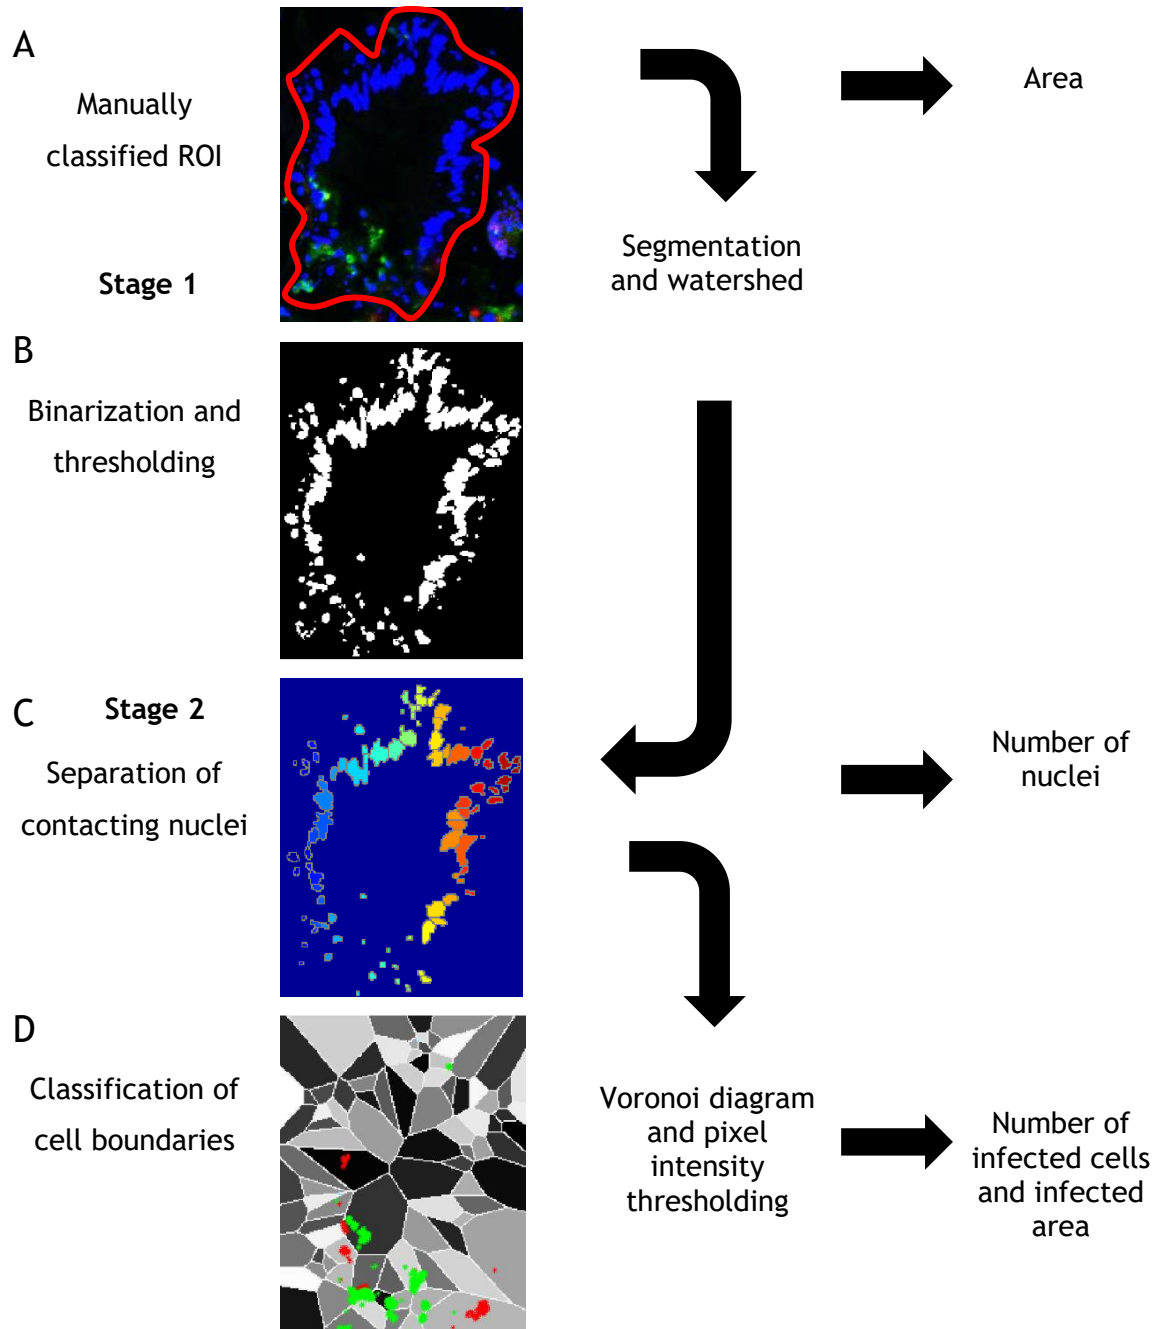 A
Manually
classified ROI
Stage 1
Area
Segmentation
and watershed
B
Binarization and
thresholding
C
Stage 2
Separation of
contacting nuclei
Number of
nuclei
D
Classification of
cell boundaries
Voronoi diagram
and pixel
intensity
thresholding
Number of
infected cells
and infected
area